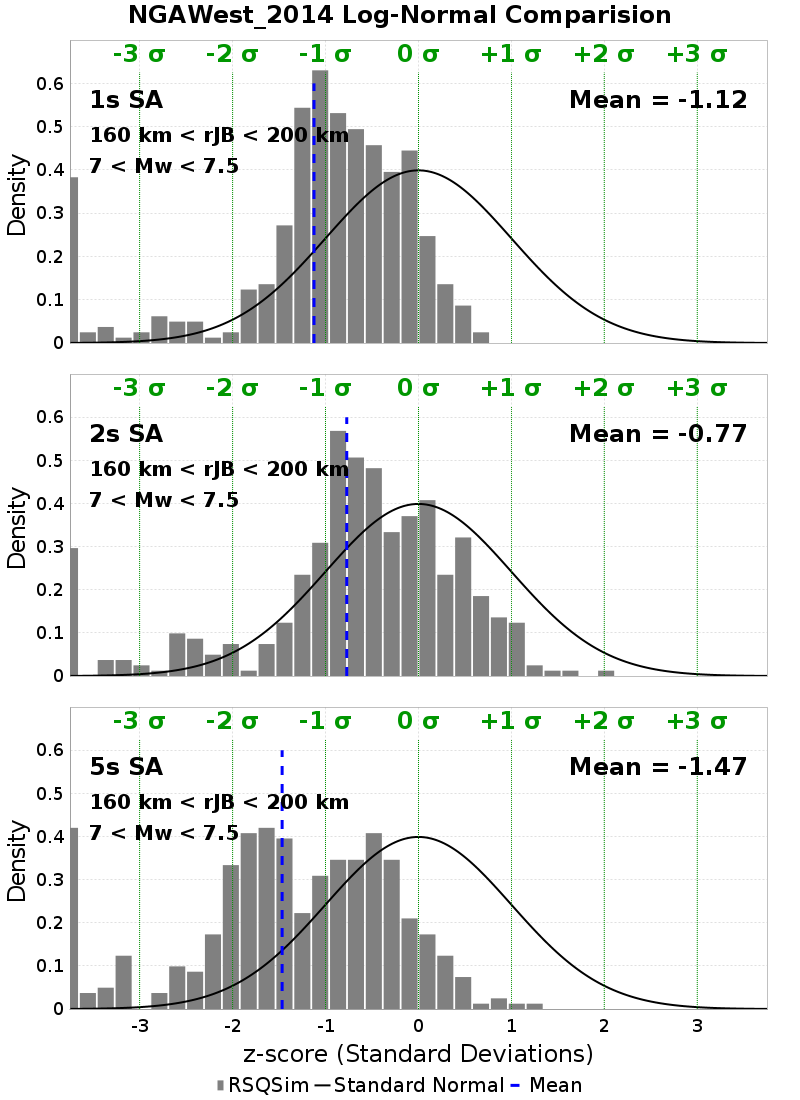 NGAWest_2014 Log-Normal Comparision
-3 σ -2 σ -1 σ 0 σ +1 σ +2 σ +3 σ
1s SA Mean = -1.12
160 km < rJB < 200 km
7 < Mw < 7.5
Density
0.6
0.5
0.4
0.3
0.2
0.1
0
-3 σ -2 σ -1 σ 0 σ +1 σ +2 σ +3 σ
2s SA Mean = -0.77
160 km < rJB < 200 km
7 < Mw < 7.5
Density
0.6
0.5
0.4
0.3
0.2
0.1
0
-3 σ -2 σ -1 σ 0 σ +1 σ +2 σ +3 σ
5s SA Mean = -1.47
160 km < rJB < 200 km
7 < Mw < 7.5
Density
0.6
0.5
0.4
0.3
0.2
0.1
0
-3 -2 -1 0 1 2 3
z-score (Standard Deviations)
RSQSim Standard Normal Mean